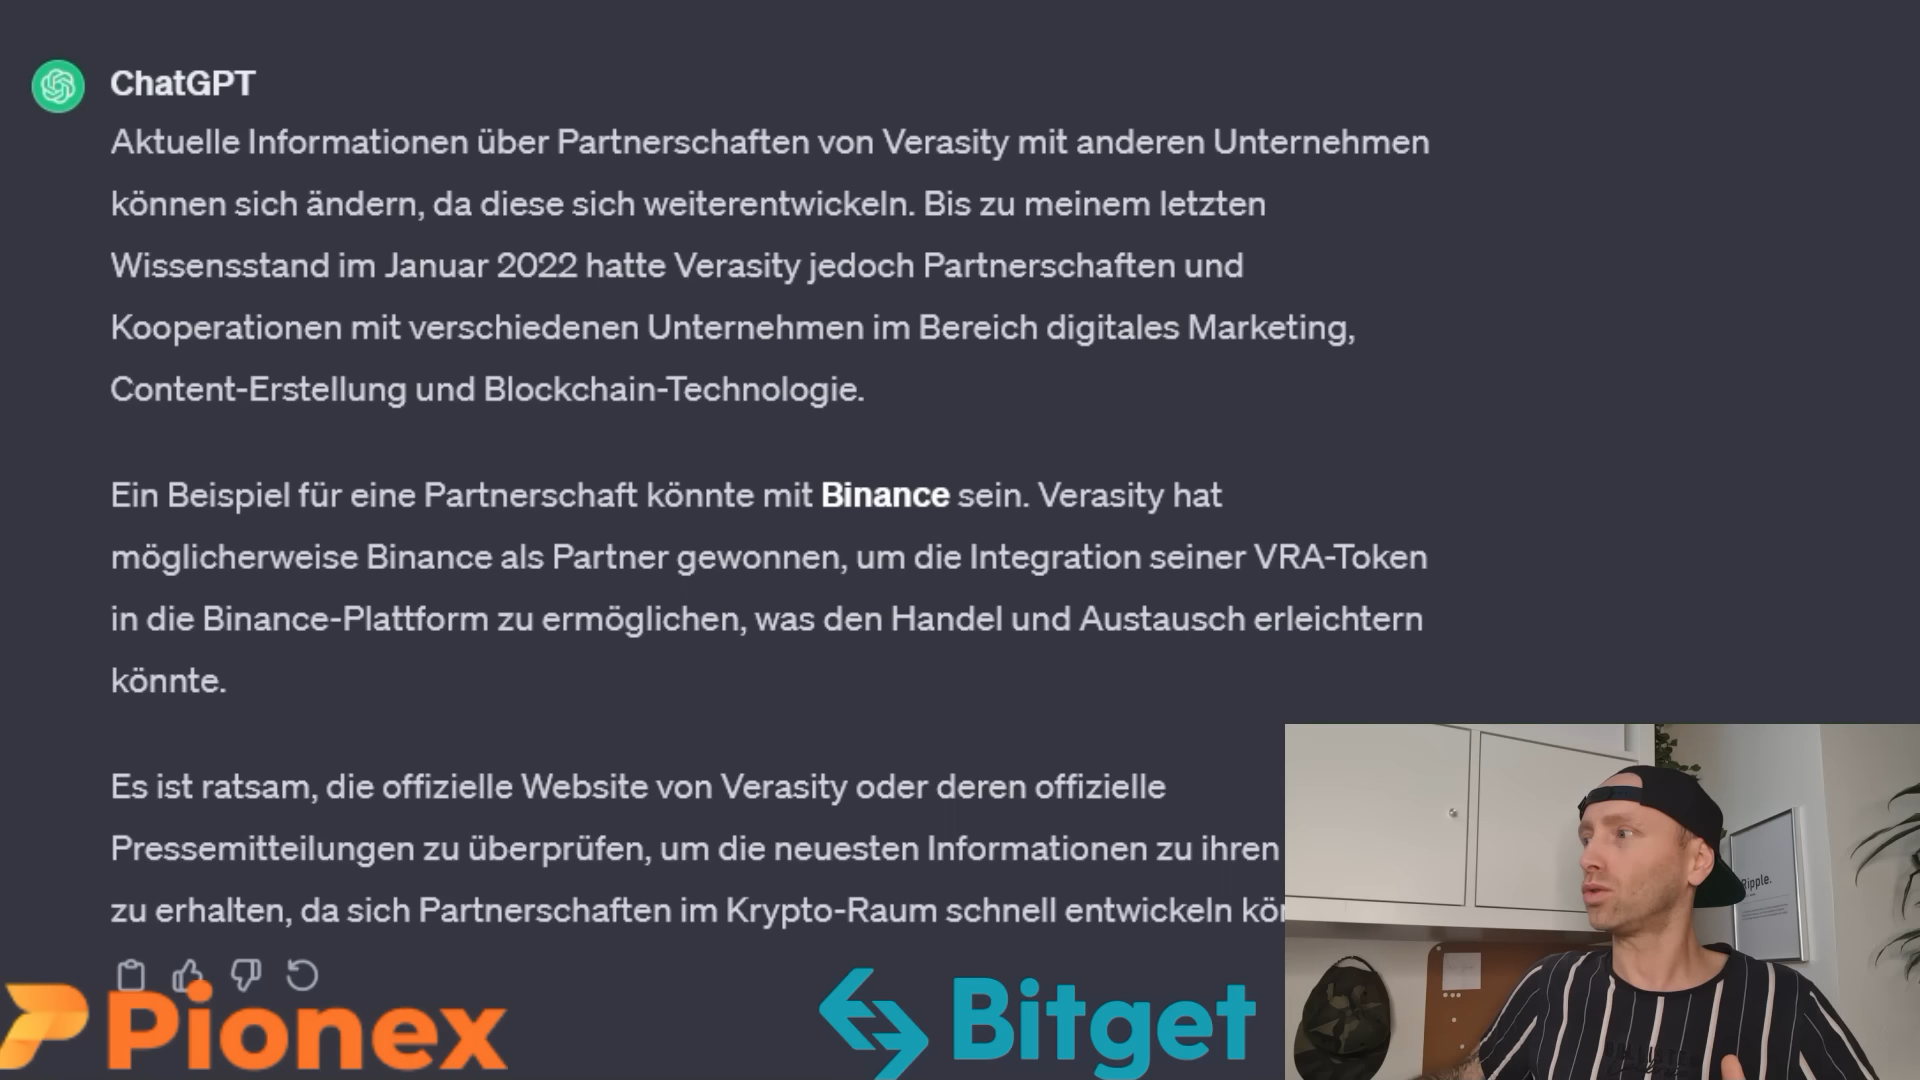 ChatGPT
Aktuelle Informationen über Partnerschaften von Verasity mit anderen Unternehmen
können sich ändern, da diese sich weiterentwickeln. Bis zu meinem letzten
Wissensstand im Januar 2022 hatte Verasity jedoch Partnerschaften und
Kooperationen mit verschiedenen Unternehmen im Bereich digitales Marketing,
Content-Erstellung und Blockchain-Technologie.
Ein Beispiel für eine Partnerschaft könnte mit Binance sein. Verasity hat
möglicherweise Binance als Partner gewonnen, um die Integration seiner VRA-Token
in die Binance-Plattform zu ermöglichen, was den Handel und Austausch erleichtern
könnte.
Es ist ratsam, die offizielle Website von Verasity oder deren offizielle
Pressemitteilungen zu überprüfen, um die neuesten Informationen zu ihren
zu erhalten, da sich Partnerschaften im Krypto-Raum schnell entwickeln kön
Pionex
Bitget
Ripple.